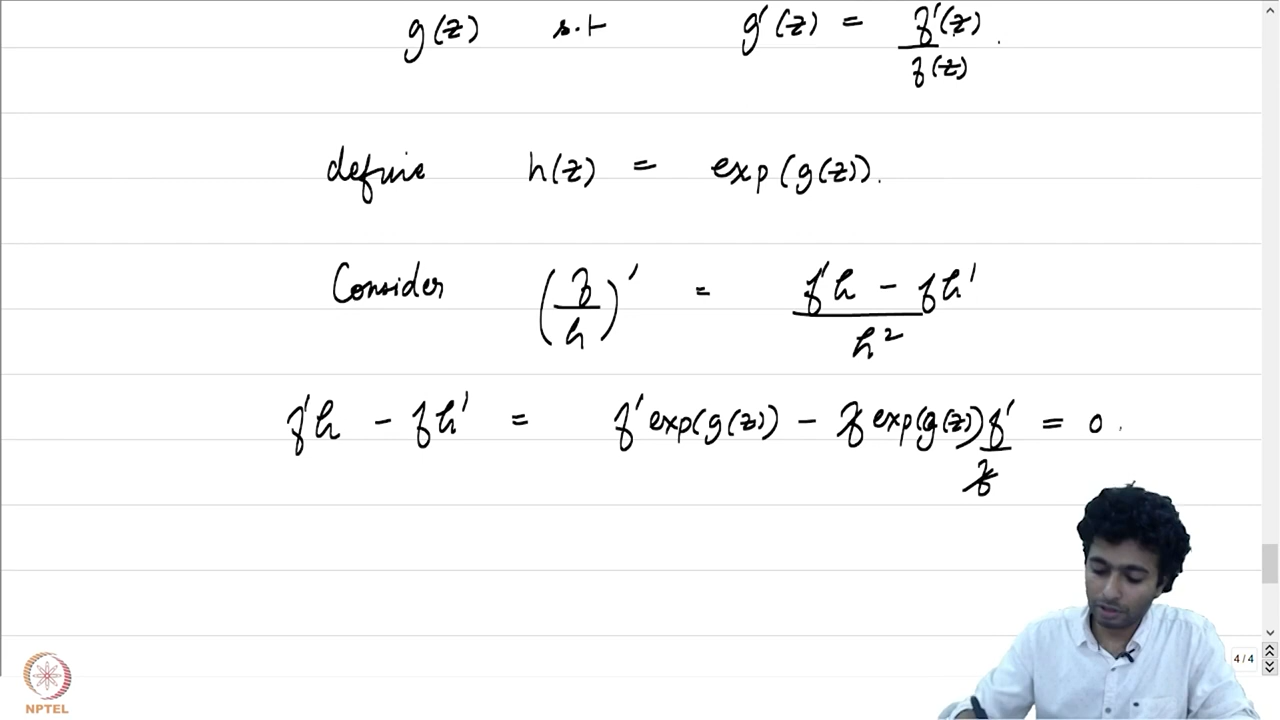 g(z) s.t g'(z) = f'(z)/f(z).
define h(z) = exp(g(z)).
Consider (f/h)' = (f'h - fh')/h²
f'h - fh' = f' exp(g(z)) - f exp(g(z)) f'/f = 0.
4 / 4
NPTEL